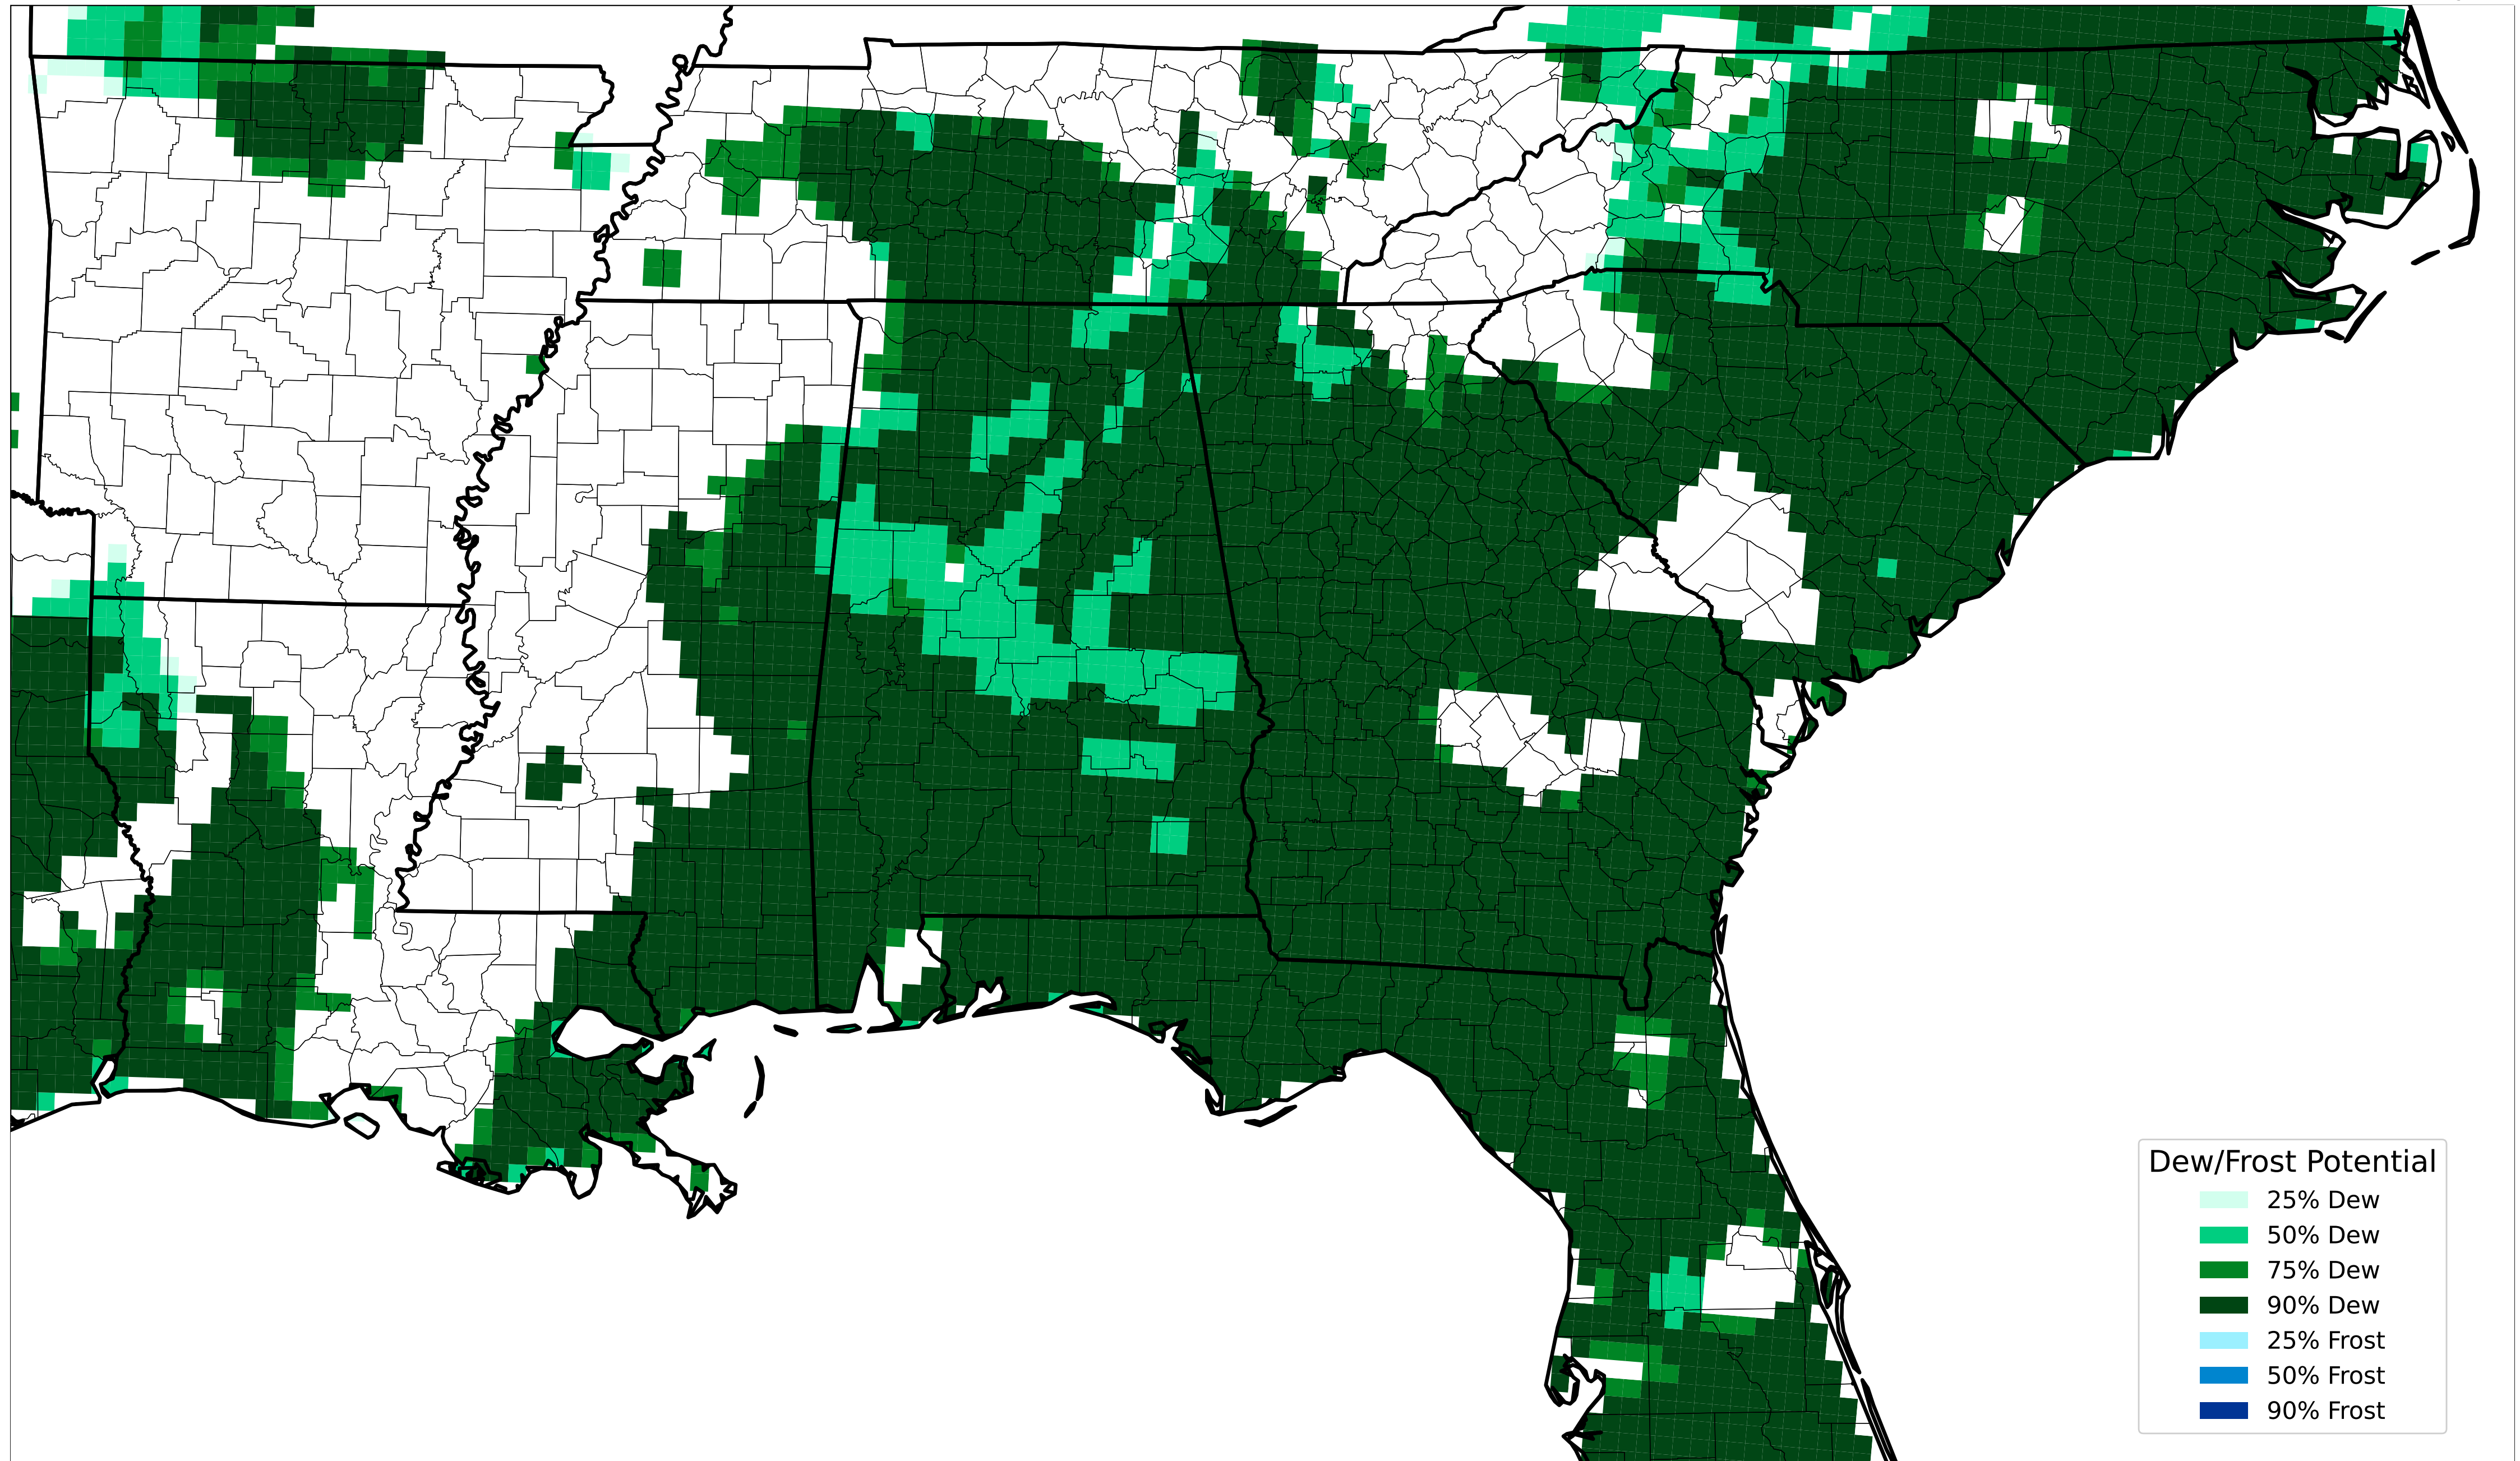 Dew/Frost Potential
25% Dew
50% Dew
75% Dew
90% Dew
25% Frost
50% Frost
90% Frost